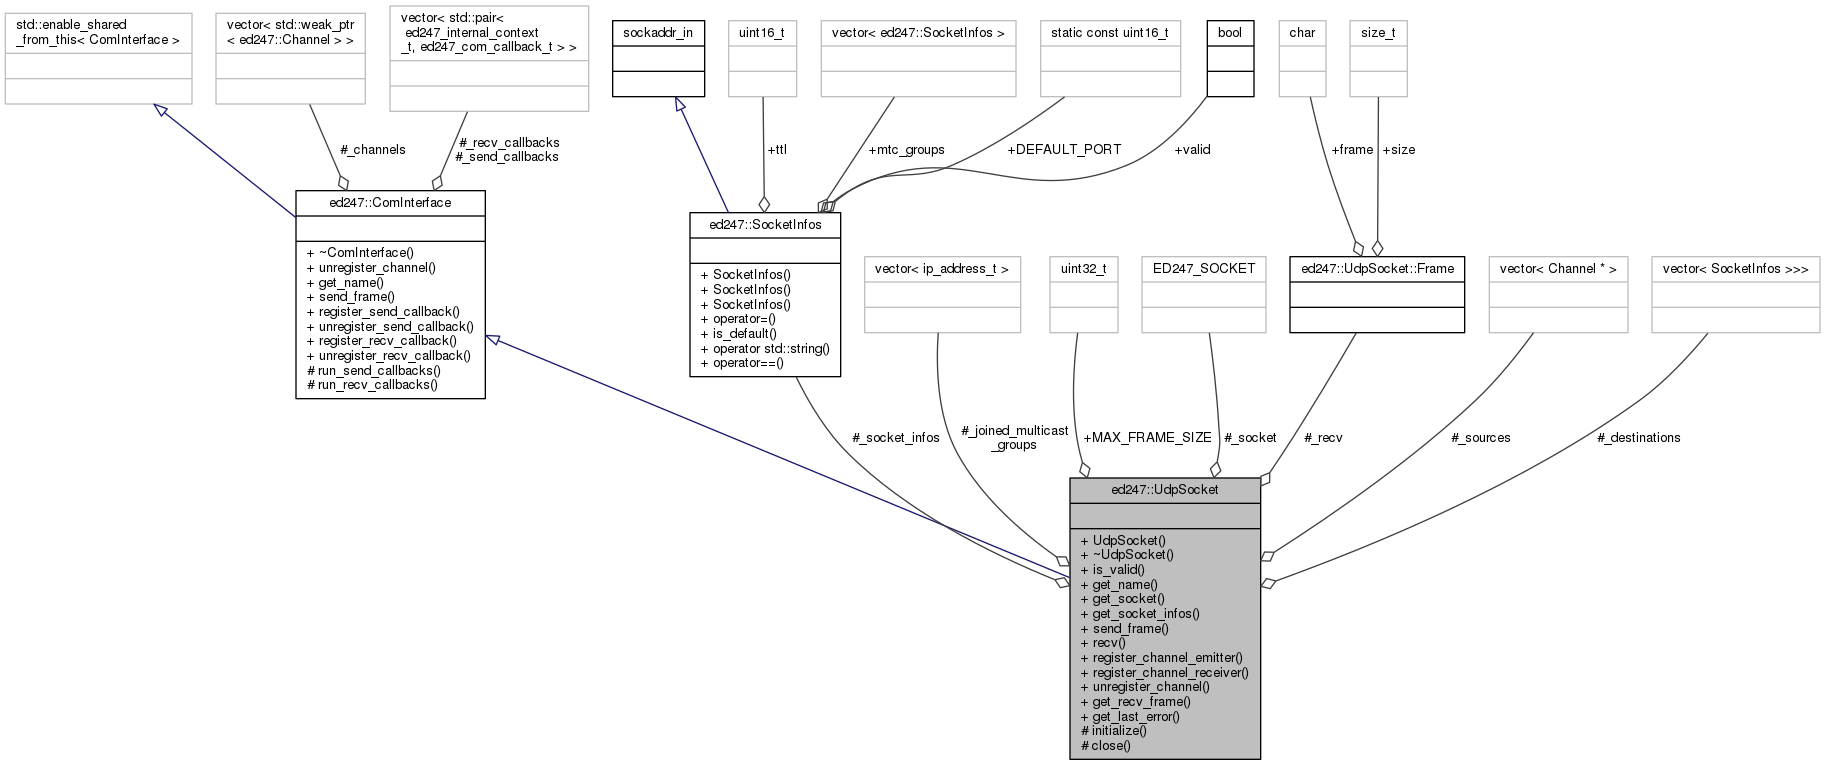 std::enable_shared
_from_this< ComInterface >
vector< std::weak_ptr
< ed247::Channel > >
vector< std::pair<
ed247_internal_context
_t, ed247_com_callback_t > >
sockaddr_in
uint16_t
vector< ed247::SocketInfos >
static const uint16_t
bool
char
size_t
#_channels
#_recv_callbacks
#_send_callbacks
+ttl
+mtc_groups
+DEFAULT_PORT
+valid
+frame
+size
ed247::ComInterface
+ ~ComInterface()
+ unregister_channel()
+ get_name()
+ send_frame()
+ register_send_callback()
+ unregister_send_callback()
+ register_recv_callback()
+ unregister_recv_callback()
# run_send_callbacks()
# run_recv_callbacks()
ed247::SocketInfos
+ SocketInfos()
+ SocketInfos()
+ SocketInfos()
+ operator=()
+ is_default()
+ operator std::string()
+ operator==()
vector< ip_address_t >
uint32_t
ED247_SOCKET
ed247::UdpSocket::Frame
vector< Channel * >
vector< SocketInfos >>>
#_socket_infos
#_joined_multicast
_groups
+MAX_FRAME_SIZE
#_socket
#_recv
#_sources
#_destinations
ed247::UdpSocket
+ UdpSocket()
+ ~UdpSocket()
+ is_valid()
+ get_name()
+ get_socket()
+ get_socket_infos()
+ send_frame()
+ recv()
+ register_channel_emitter()
+ register_channel_receiver()
+ unregister_channel()
+ get_recv_frame()
+ get_last_error()
# initialize()
# close()